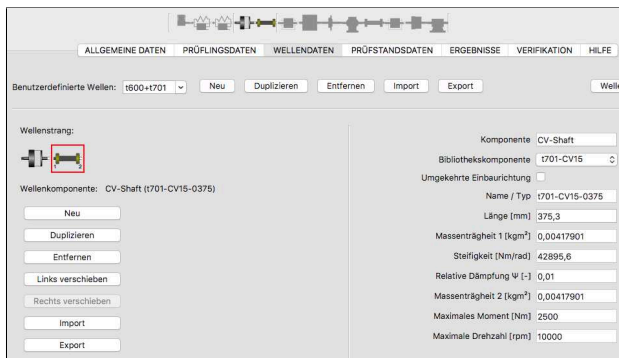 ALLGEMEINE DATEN PRÜFLINGSDATEN WELLENDATEN PRÜFSTANDSDATEN ERGEBNISSE VERIFIKATION HILFE
Benutzerdefinierte Wellen: t600+t701 Neu Duplizieren Entfernen Import Export Welle
Wellenstrang:
1 2
Wellenkomponente: CV-Shaft (t701-CV15-0375)
Neu
Duplizieren
Entfernen
Links verschieben
Rechts verschieben
Import
Export
Komponente CV-Shaft
Bibliothekskomponente t701-CV15
Umgekehrte Einbaurichtung
Name / Typ t701-CV15-0375
Länge [mm] 375,3
Massenträgheit 1 [kgm²] 0,00417901
Steifigkeit [Nm/rad] 42895,6
Relative Dämpfung Ψ [-] 0,01
Massenträgheit 2 [kgm²] 0,00417901
Maximales Moment [Nm] 2500
Maximale Drehzahl [rpm] 10000